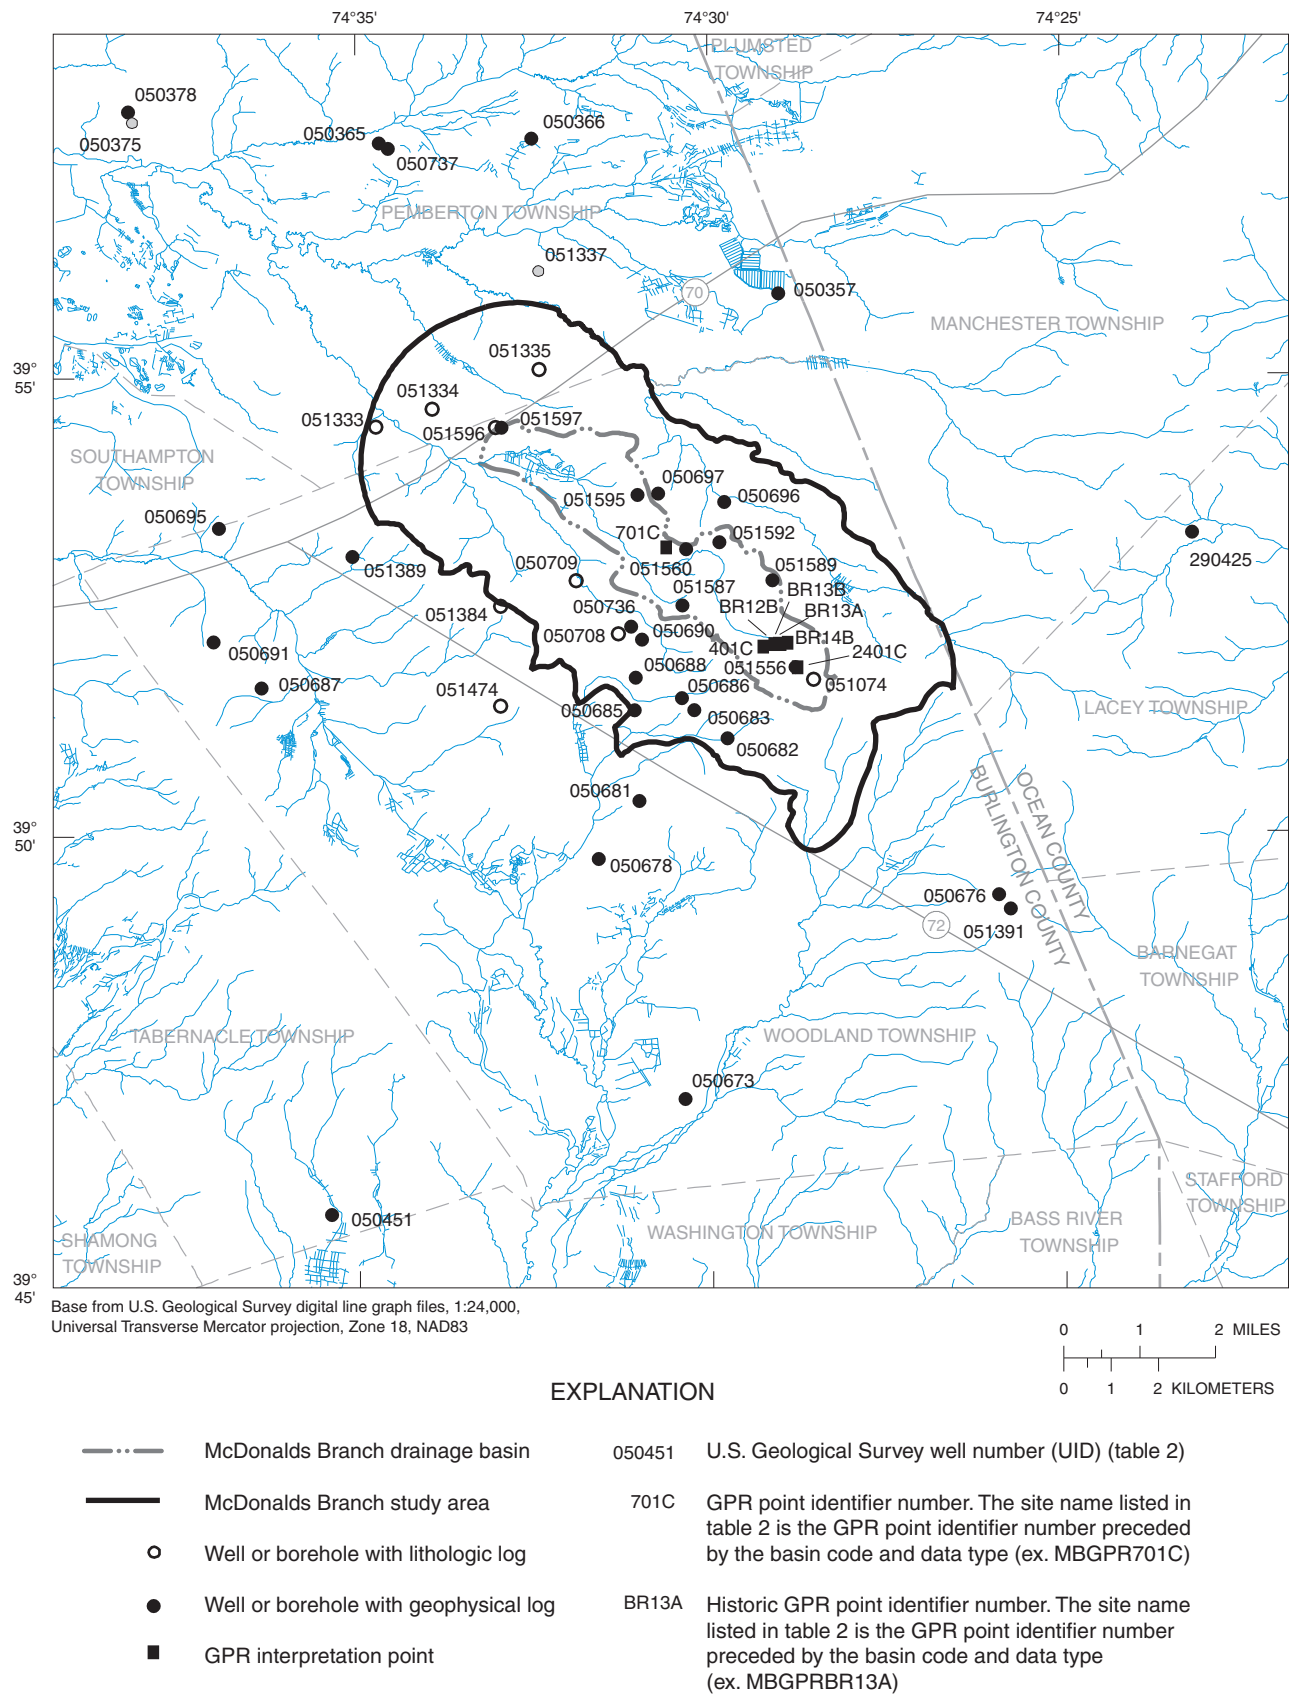 74°35'
74°30'
74°25'
PLUMSTED
TOWNSHIP
050378
050375
050365
050737
050366
PEMBERTON TOWNSHIP
051337
70
050357
MANCHESTER TOWNSHIP
39°
55'
051335
051334
051333
051596
051597
SOUTHAMPTON
TOWNSHIP
050697
051595
050696
050695
701C
051592
051560
290425
051389
050709
051589
051587
BR13B
BR12B
BR13A
050736
051384
050708
050690
BR14B
401C
2401C
050691
050688
051556
050687
051474
050686
051074
050685
050683
LACEY TOWNSHIP
050682
050681
OCEAN COUNTY
BURLINGTON COUNTY
39°
50'
050678
050676
72
051391
BARNEGAT
TOWNSHIP
TABERNACLE TOWNSHIP
WOODLAND TOWNSHIP
050673
STAFFORD
TOWNSHIP
050451
SHAMONG
TOWNSHIP
WASHINGTON TOWNSHIP
BASS RIVER
TOWNSHIP
39°
45'
Base from U.S. Geological Survey digital line graph files, 1:24,000,
Universal Transverse Mercator projection, Zone 18, NAD83
0 1 2 MILES
0 1 2 KILOMETERS
EXPLANATION
McDonalds Branch drainage basin
McDonalds Branch study area
Well or borehole with lithologic log
Well or borehole with geophysical log
GPR interpretation point
050451 U.S. Geological Survey well number (UID) (table 2)
701C GPR point identifier number. The site name listed in
table 2 is the GPR point identifier number preceded
by the basin code and data type (ex. MBGPR701C)
BR13A Historic GPR point identifier number. The site name
listed in table 2 is the GPR point identifier number
preceded by the basin code and data type
(ex. MBGPRBR13A)